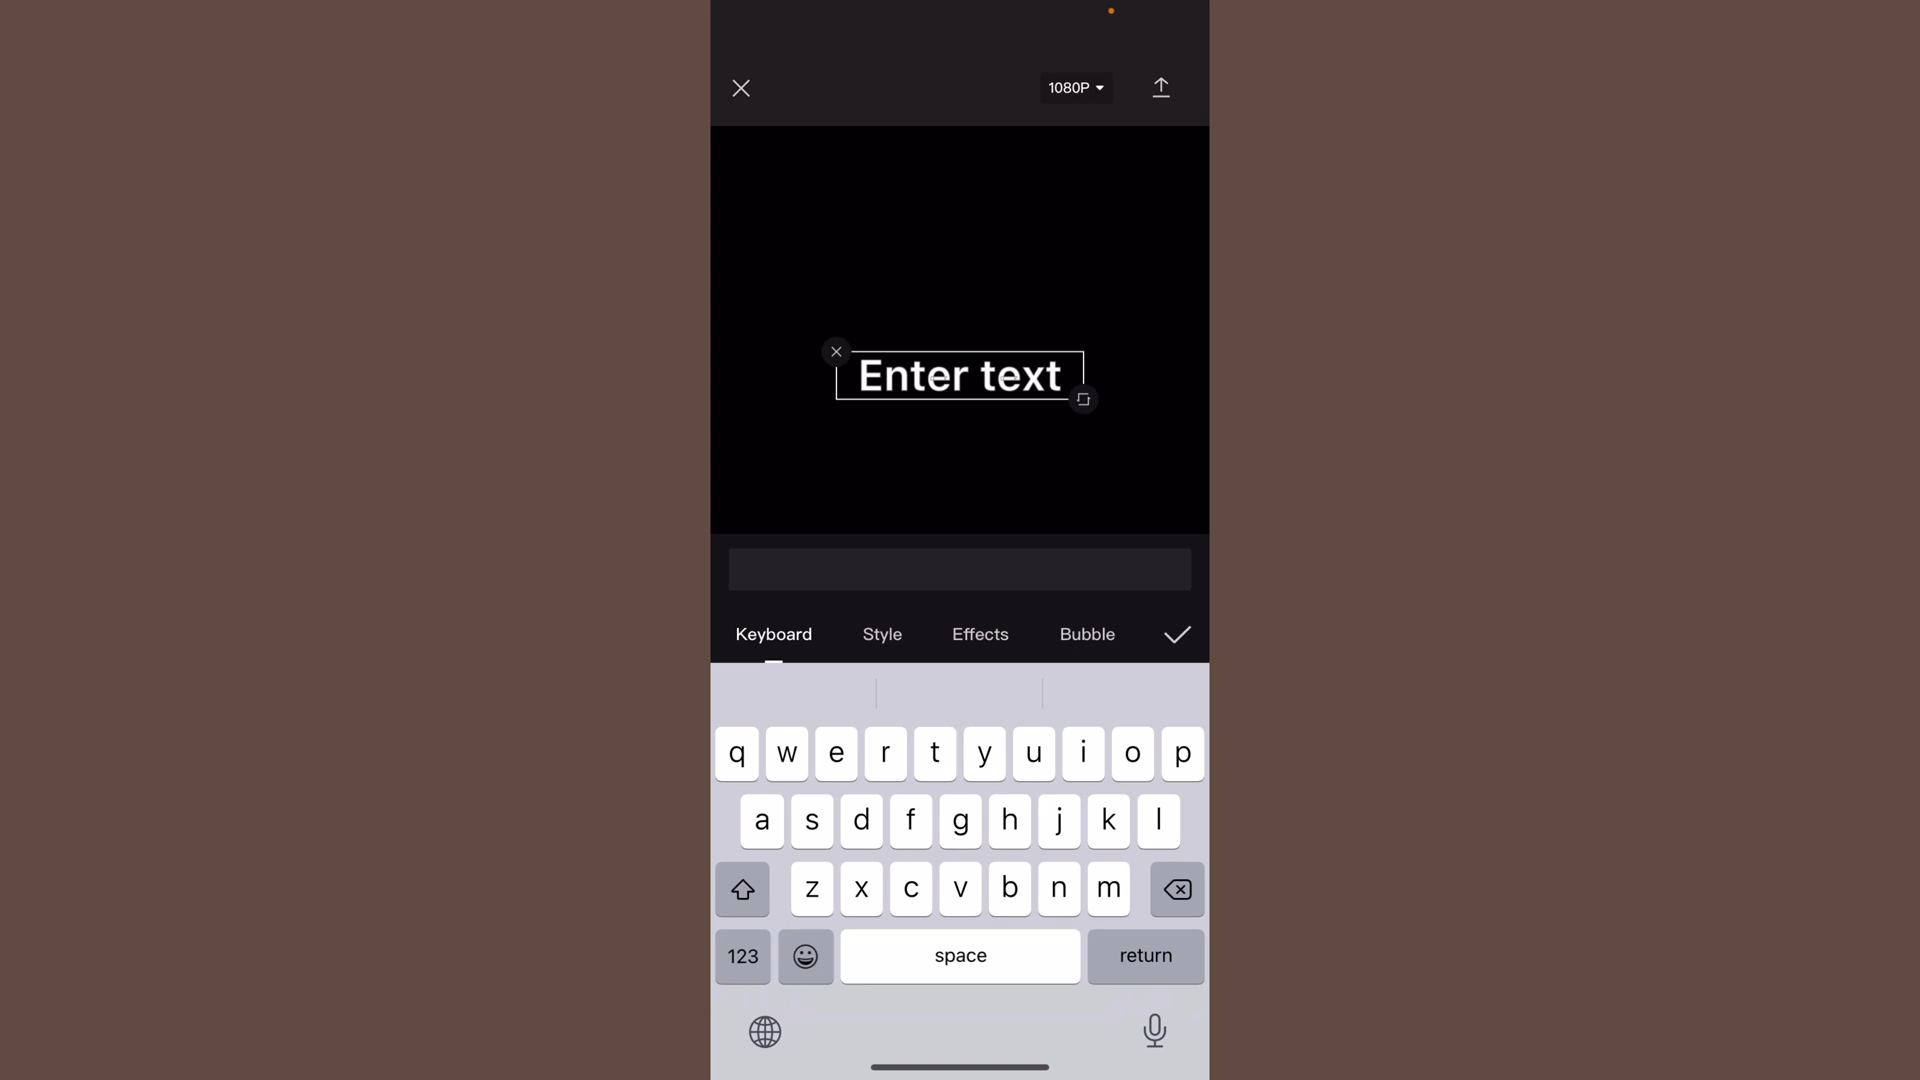 1080P
Enter text
Keyboard Style Effects Bubble
q w e r t y u i o p
a s d f g h j k l
z x c v b n m
123 space return